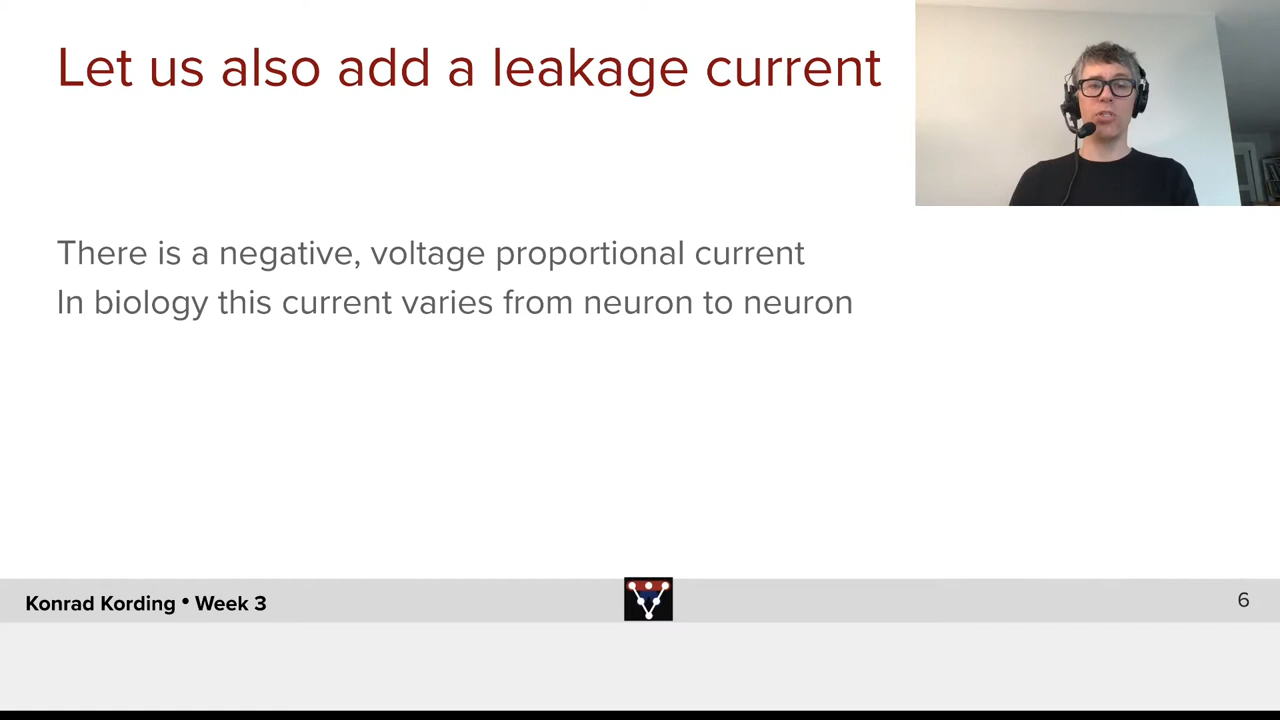 Let us also add a leakage current
There is a negative, voltage proportional current
In biology this current varies from neuron to neuron
Konrad Kording • Week 3
6